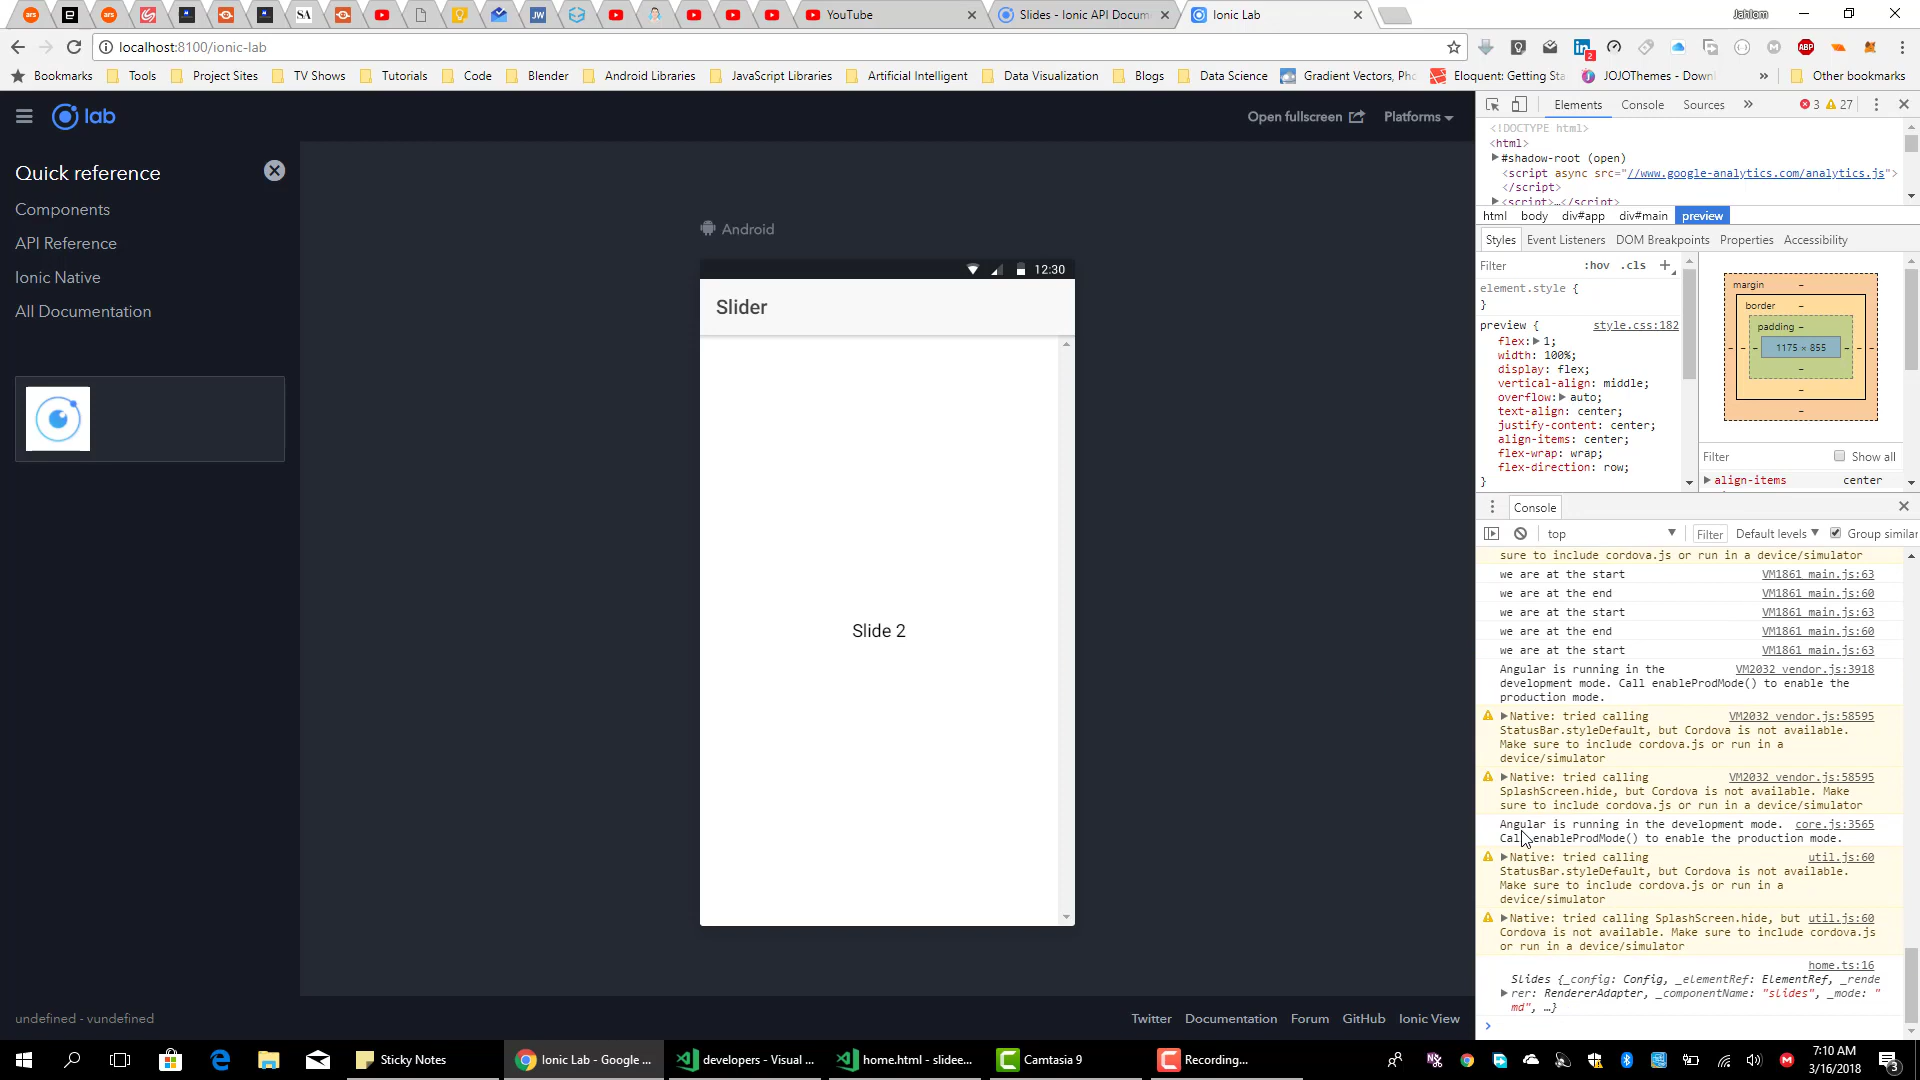 YouTube
Slides - Ionic API Docum
Ionic Lab
Jahlom
localhost:8100/ionic-lab
Bookmarks
Tools
Project Sites
TV Shows
Tutorials
Code
Blender
Android Libraries
JavaScript Libraries
Artificial Intelligent
Data Visualization
Blogs
Data Science
Gradient Vectors, Pho
Eloquent: Getting Sta
JOJOThemes - Downl
Other bookmarks
lab
Open fullscreen
Platforms
Quick reference
Components
API Reference
Ionic Native
All Documentation
Android
12:30
Slider
Slide 2
undefined - vundefined
Twitter
Documentation
Forum
GitHub
Ionic View
Elements
Console
Sources
3
27
<!DOCTYPE html>
<html>
#shadow-root (open)
<script async src="//www.google-analytics.com/analytics.js">
</script>
<script>…</script>
html
body
div#app
div#main
preview
Styles
Event Listeners
DOM Breakpoints
Properties
Accessibility
Filter
:hov
.cls
+
element.style {
}
preview {
style.css:182
flex: 1;
width: 100%;
display: flex;
vertical-align: middle;
overflow: auto;
text-align: center;
justify-content: center;
align-items: center;
flex-wrap: wrap;
flex-direction: row;
}
margin
border
padding
1175 × 855
Filter
Show all
align-items
center
Console
top
Filter
Default levels
Group similar
sure to include cordova.js or run in a device/simulator
we are at the start VM1861 main.js:63
we are at the end VM1861 main.js:60
we are at the start VM1861 main.js:63
we are at the end VM1861 main.js:60
we are at the start VM1861 main.js:63
Angular is running in the VM2032 vendor.js:3918
development mode. Call enableProdMode() to enable the
production mode.
Native: tried calling VM2032 vendor.js:58595
StatusBar.styleDefault, but Cordova is not available.
Make sure to include cordova.js or run in a
device/simulator
Native: tried calling VM2032 vendor.js:58595
SplashScreen.hide, but Cordova is not available. Make
sure to include cordova.js or run in a device/simulator
Angular is running in the development mode. core.js:3565
Call enableProdMode() to enable the production mode.
Native: tried calling util.js:60
StatusBar.styleDefault, but Cordova is not available.
Make sure to include cordova.js or run in a
device/simulator
Native: tried calling SplashScreen.hide, but util.js:60
Cordova is not available. Make sure to include cordova.js
or run in a device/simulator
home.ts:16
Slides {_config: Config, _elementRef: ElementRef, _rende
rer: RendererAdapter, _componentName: "slides", _mode: "
md", …}
Sticky Notes
Ionic Lab - Google ...
developers - Visual ...
home.html - slidee...
Camtasia 9
Recording...
7:10 AM
3/16/2018
3